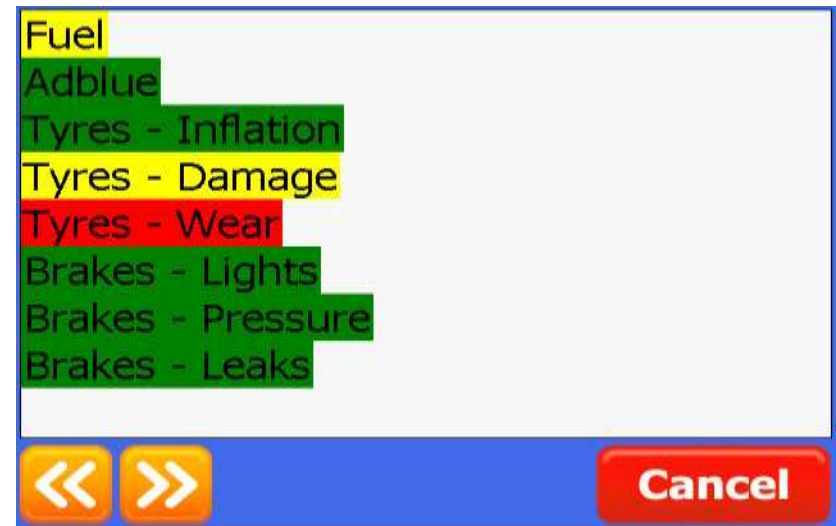 Fuel
Adblue
Tyres - Inflation
Tyres - Damage
Tyres - Wear
Brakes - Lights
Brakes - Pressure
Brakes - Leaks
Cancel